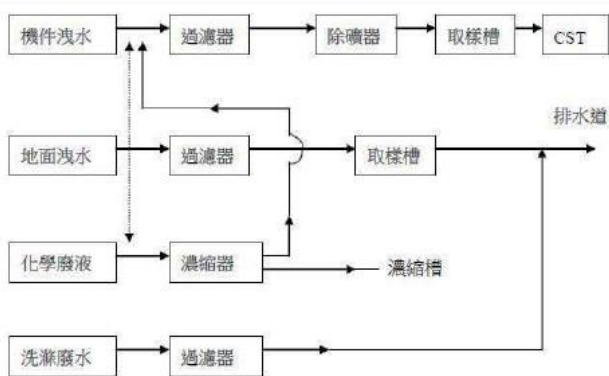 機件洩水
過濾器
除礦器
取樣槽
CST
排水道
地面洩水
過濾器
取樣槽
化學廢液
濃縮器
濃縮槽
洗滌廢水
過濾器